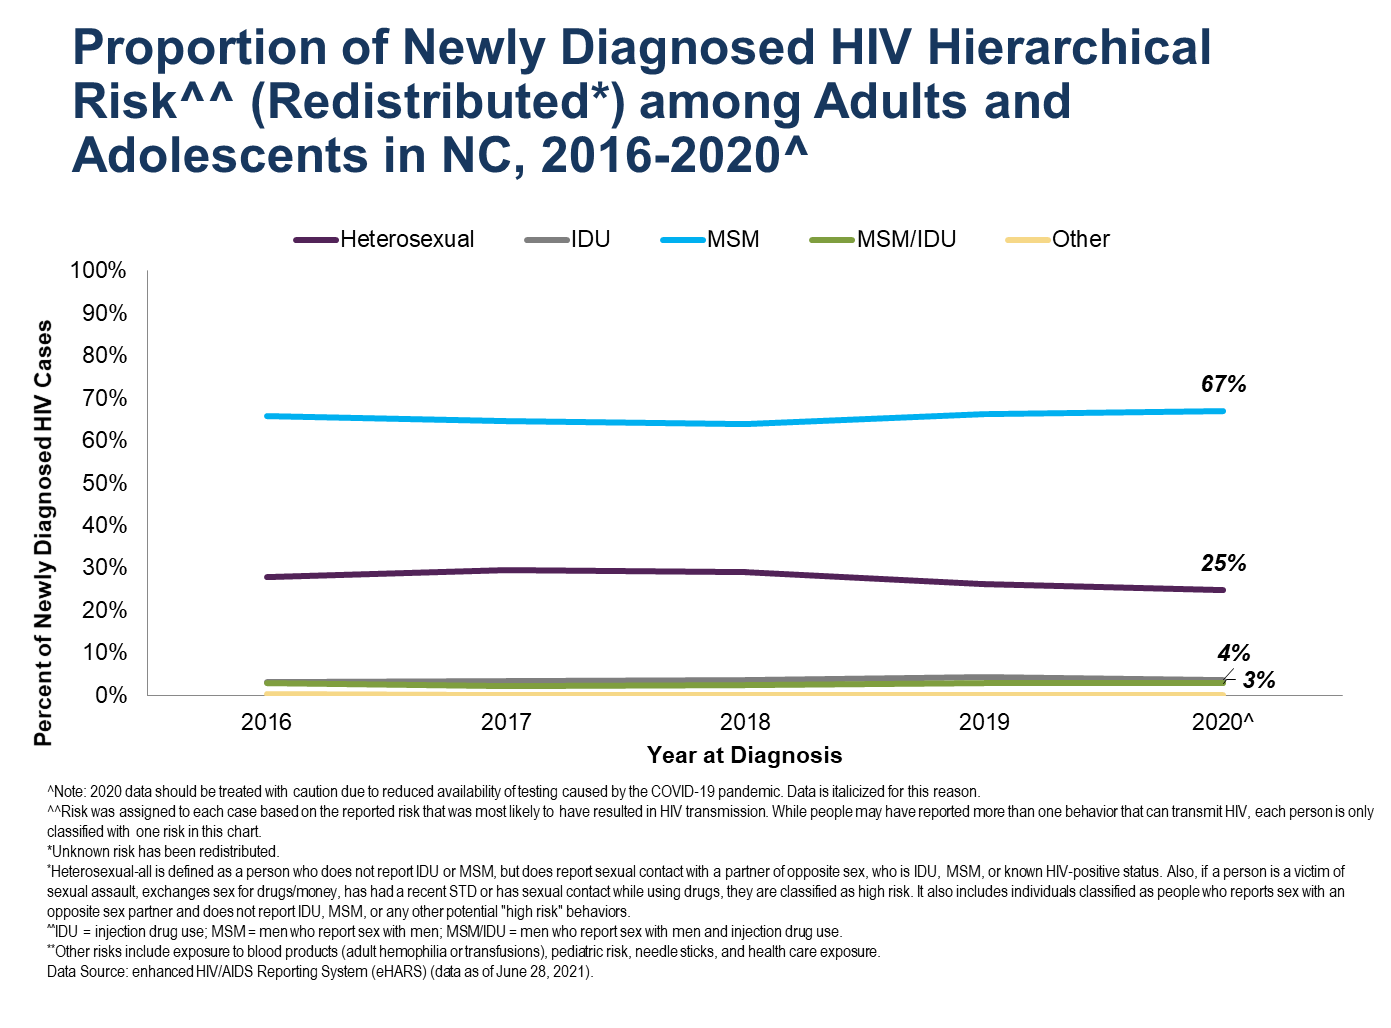 Proportion of Newly Diagnosed HIV Hierarchical
Risk^^ (Redistributed*) among Adults and
Adolescents in NC, 2016-2020^
Heterosexual IDU MSM MSM/IDU Other
Percent of Newly Diagnosed HIV Cases
100%
90%
80%
70%
60%
50%
40%
30%
20%
10%
0%
67%
25%
4%
3%
2016 2017 2018 2019 2020^
Year at Diagnosis
^Note: 2020 data should be treated with caution due to reduced availability of testing caused by the COVID-19 pandemic. Data is italicized for this reason.
^^Risk was assigned to each case based on the reported risk that was most likely to have resulted in HIV transmission. While people may have reported more than one behavior that can transmit HIV, each person is only
classified with one risk in this chart.
*Unknown risk has been redistributed.
*Heterosexual-all is defined as a person who does not report IDU or MSM, but does report sexual contact with a partner of opposite sex, who is IDU, MSM, or known HIV-positive status. Also, if a person is a victim of
sexual assault, exchanges sex for drugs/money, has had a recent STD or has sexual contact while using drugs, they are classified as high risk. It also includes individuals classified as people who reports sex with an
opposite sex partner and does not report IDU, MSM, or any other potential "high risk" behaviors.
^^IDU = injection drug use; MSM = men who report sex with men; MSM/IDU = men who report sex with men and injection drug use.
**Other risks include exposure to blood products (adult hemophilia or transfusions), pediatric risk, needle sticks, and health care exposure.
Data Source: enhanced HIV/AIDS Reporting System (eHARS) (data as of June 28, 2021).